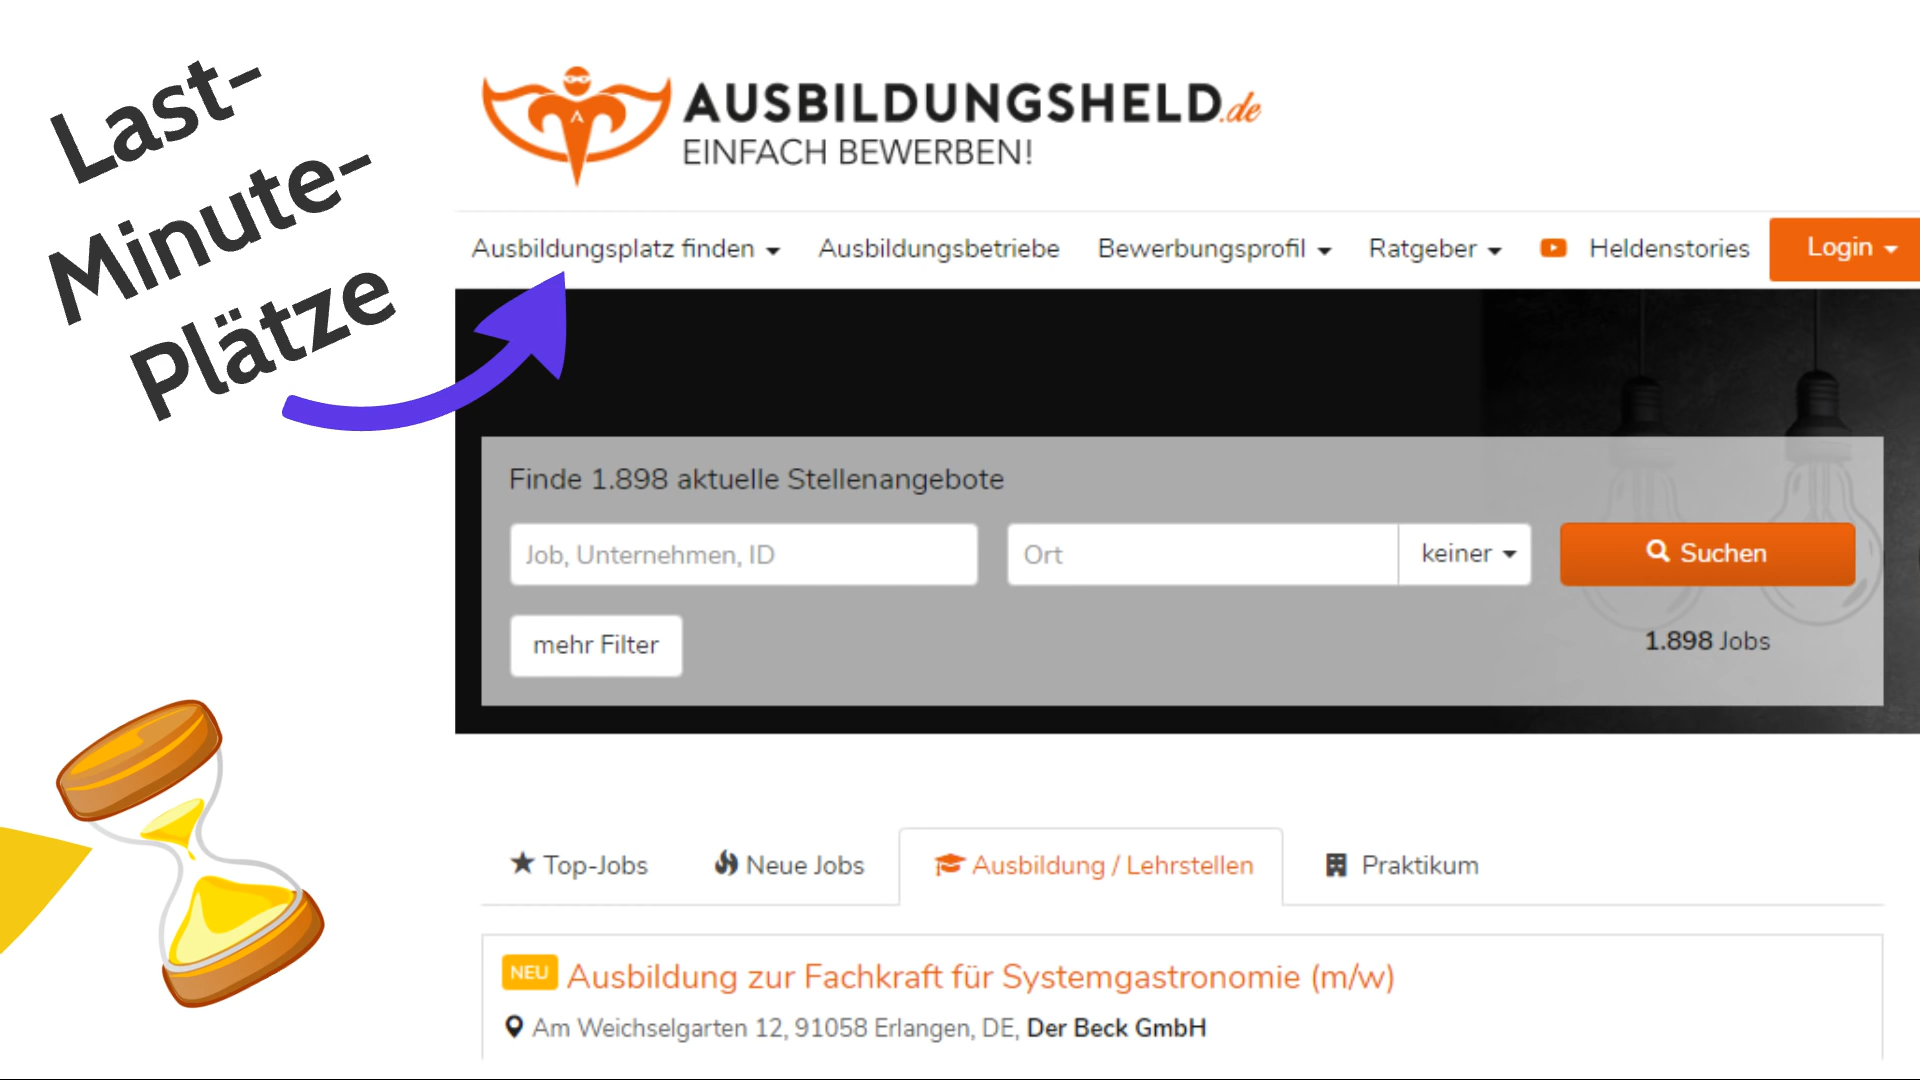 Last-
Minute-
Plätze
AUSBILDUNGSHELD.de
EINFACH BEWERBEN!
Ausbildungsplatz finden Ausbildungsbetriebe Bewerbungsprofil Ratgeber Heldenstories Login
Finde 1.898 aktuelle Stellenangebote
Job, Unternehmen, ID Ort keiner Suchen
mehr Filter 1.898 Jobs
Top-Jobs Neue Jobs Ausbildung / Lehrstellen Praktikum
NEU Ausbildung zur Fachkraft für Systemgastronomie (m/w)
Am Weichselgarten 12, 91058 Erlangen, DE, Der Beck GmbH